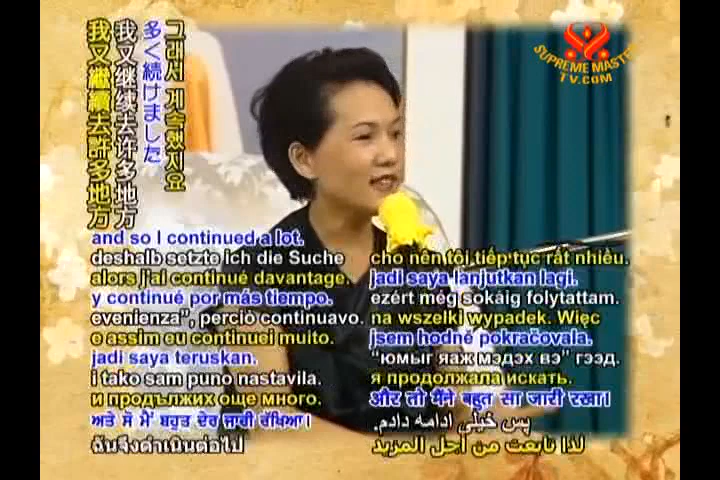 SUPREME MASTER
TV.COM
그래서 계속했지요
多く続けました
我又继续去许多地方
我又繼續去許多地方
and so I continued a lot.
deshalb setzte ich die Suche
alors j'ai continué davantage.
y continué por más tiempo.
evenienza", perciò continuavo.
e assim eu continuei muito.
jadi saya teruskan.
i tako sam puno nastavila.
и продължих още много.
ਅਤੇ ਸੋ ਮੈਂ ਬਹੁਤ ਦੇਰ ਜਾਰੀ ਰੱਖਿਆ।
ฉันจึงดำเนินต่อไป
cho nên tôi tiếp tục rất nhiều.
jadi saya lanjutkan lagi.
ezért még sokáig folytattam.
na wszelki wypadek. Więc
jsem hodně pokračovala.
"юмыг яаж мэдэх вэ" гээд.
я продолжала искать.
और तो मैंने बहुत सा जारी रखा।
پس خیلی ادامه دادم.
لذا تابعت من أجل المزيد